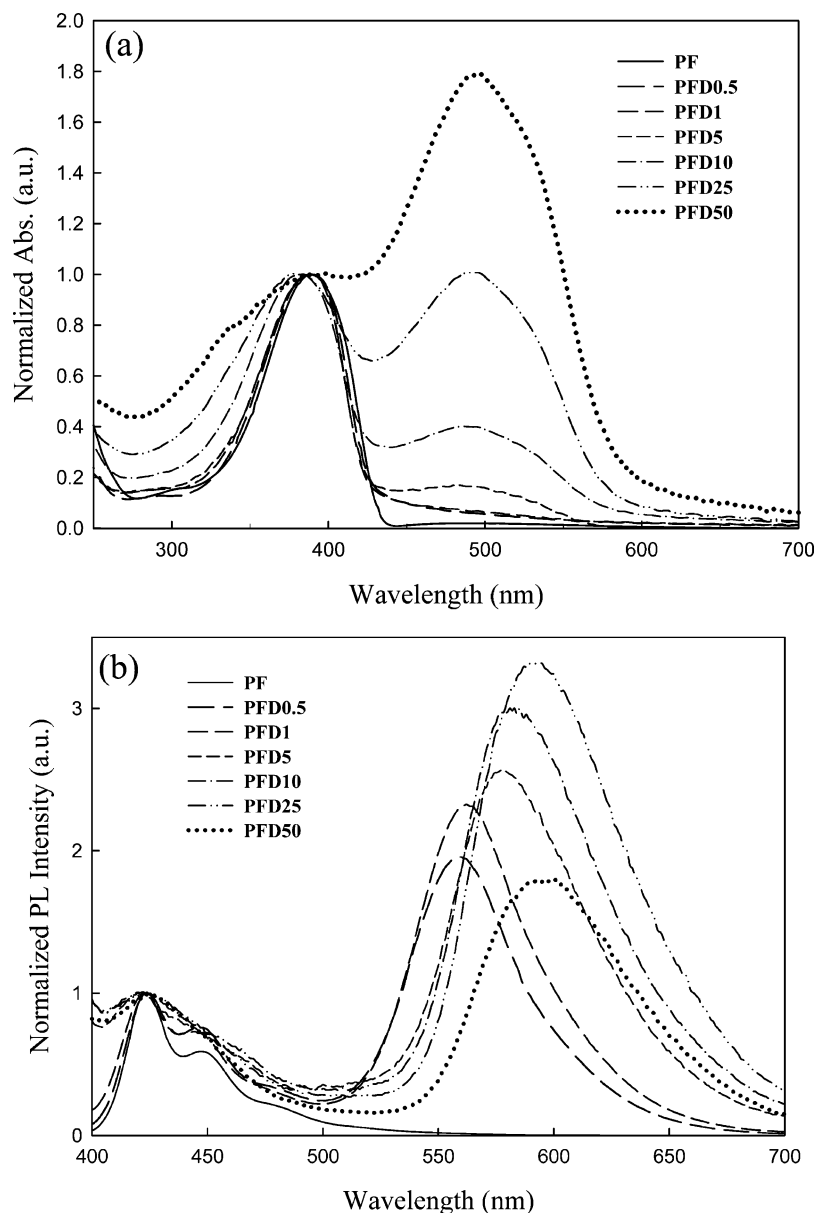 (a)
2.0
1.8
1.6
1.4
1.2
1.0
0.8
0.6
0.4
0.2
0.0
Normalized Abs. (a.u.)
PF
PFD0.5
PFD1
PFD5
PFD10
PFD25
PFD50
300 400 500 600 700
Wavelength (nm)
(b)
3
2
1
0
Normalized PL Intensity (a.u.)
PF
PFD0.5
PFD1
PFD5
PFD10
PFD25
PFD50
400 450 500 550 600 650 700
Wavelength (nm)